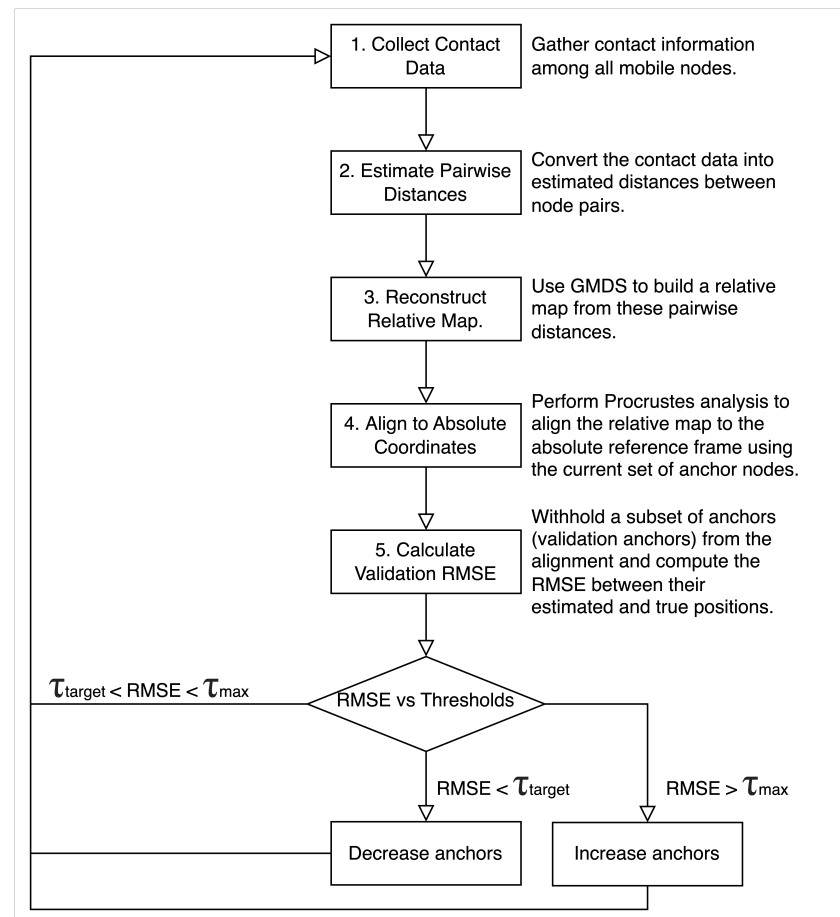 1. Collect Contact
Data
Gather contact information
among all mobile nodes.
2. Estimate Pairwise
Distances
Convert the contact data into
estimated distances between
node pairs.
3. Reconstruct
Relative Map.
Use GMDS to build a relative
map from these pairwise
distances.
4. Align to Absolute
Coordinates
Perform Procrustes analysis to
align the relative map to the
absolute reference frame using
the current set of anchor nodes.
5. Calculate
Validation RMSE
Withhold a subset of anchors
(validation anchors) from the
alignment and compute the
RMSE between their
estimated and true positions.
τtarget < RMSE < τmax
RMSE vs Thresholds
RMSE < τtarget
RMSE > τmax
Decrease anchors
Increase anchors